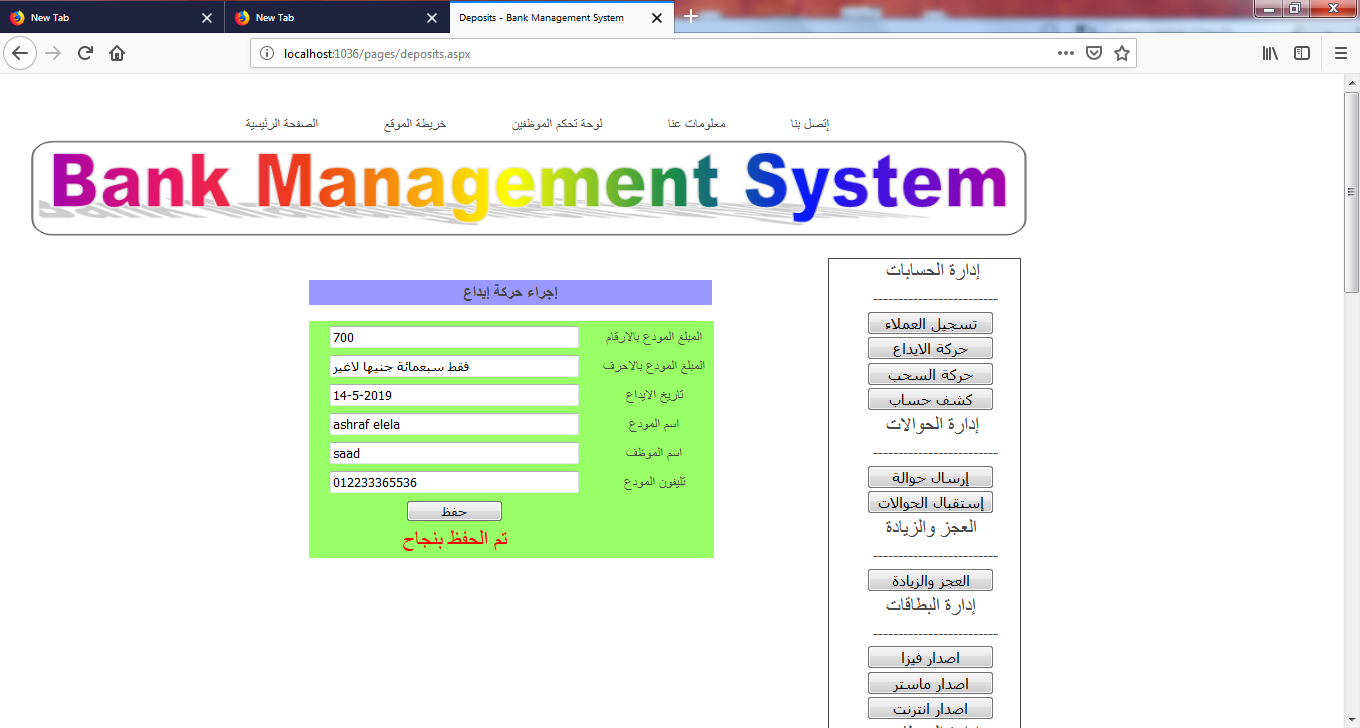 New Tab
New Tab
Deposits - Bank Management System
localhost:1036/pages/deposits.aspx
الصفحة الرئيسية خريطة الموقع لوحة تحكم الموظفين معلومات عنا إتصل بنا
Bank Management System
إجراء حركة إيداع
المبلغ المودع بالارقام 700
المبلغ المودع بالاحرف فقط سبعمائة جنيها لاغير
تاريخ الايداع 14-5-2019
اسم المودع ashraf elela
اسم الموظف saad
تليفون المودع 012233365536
حفظ
تم الحفظ بنجاح
إدارة الحسابات
-------------------------
تسجيل العملاء
حركة الايداع
حركة السحب
كشف حساب
إدارة الحوالات
-------------------------
إرسال حوالة
إستقبال الحوالات
العجز والزيادة
-------------------------
العجز والزيادة
إدارة البطاقات
-------------------------
اصدار فيزا
اصدار ماستر
اصدار انترنت